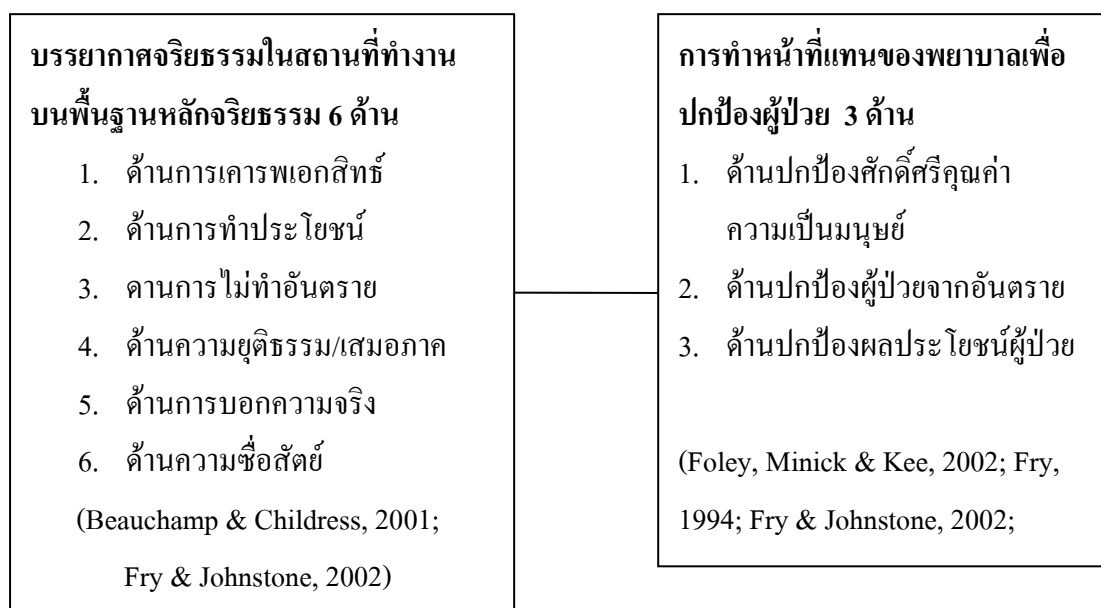 บรรยากาศจริยธรรมในสถานที่ทำงาน
บนพื้นฐานหลักจริยธรรม 6 ด้าน
1. ด้านการเคารพเอกสิทธ์
2. ด้านการทำประโยชน์
3. ดานการไม่ทำอันตราย
4. ด้านความยุติธรรม/เสมอภาค
5. ด้านการบอกความจริง
6. ด้านความซื่อสัตย์
(Beauchamp & Childress, 2001;
Fry & Johnstone, 2002)
การทำหน้าที่แทนของพยาบาลเพื่อ
ปกป้องผู้ป่วย 3 ด้าน
1. ด้านปกป้องศักดิ์ศรีคุณค่า
ความเป็นมนุษย์
2. ด้านปกป้องผู้ป่วยจากอันตราย
3. ด้านปกป้องผลประโยชน์ผู้ป่วย
(Foley, Minick & Kee, 2002; Fry,
1994; Fry & Johnstone, 2002;